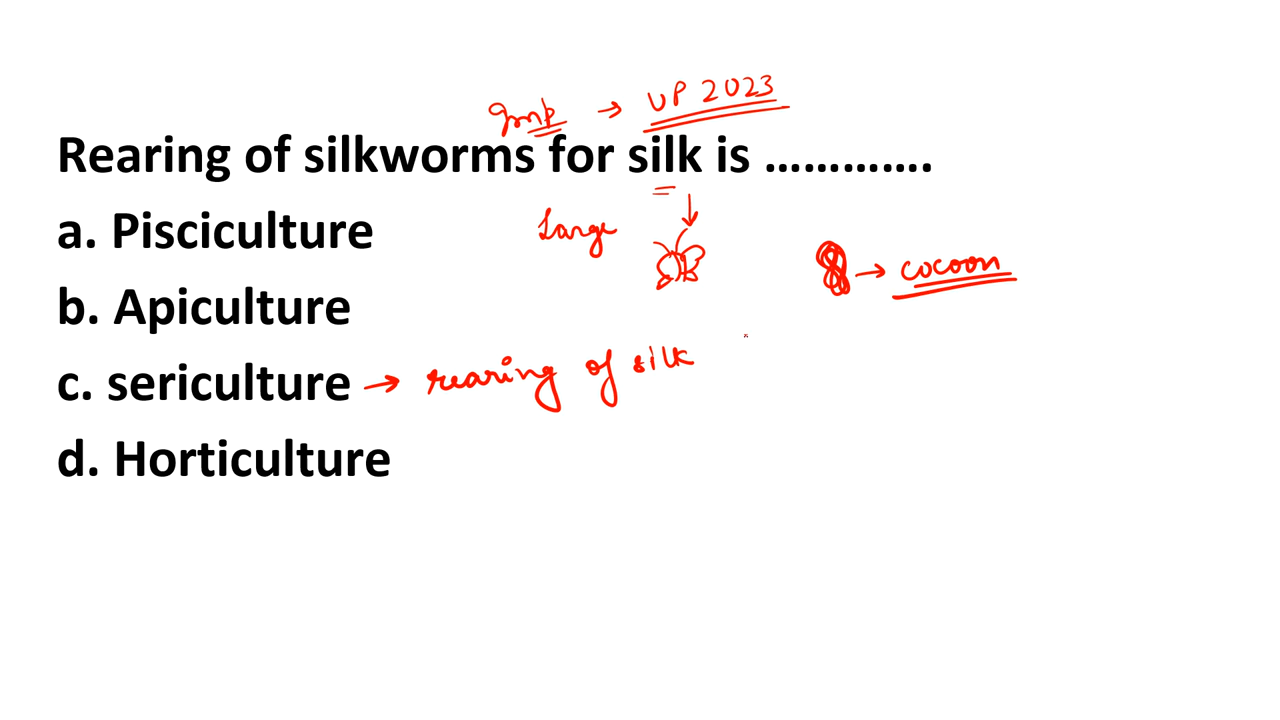 Imp → UP 2023
Rearing of silkworms for silk is ………….
a. Pisciculture
Large
b. Apiculture
→ cocoon
c. sericulture → rearing of silk
d. Horticulture